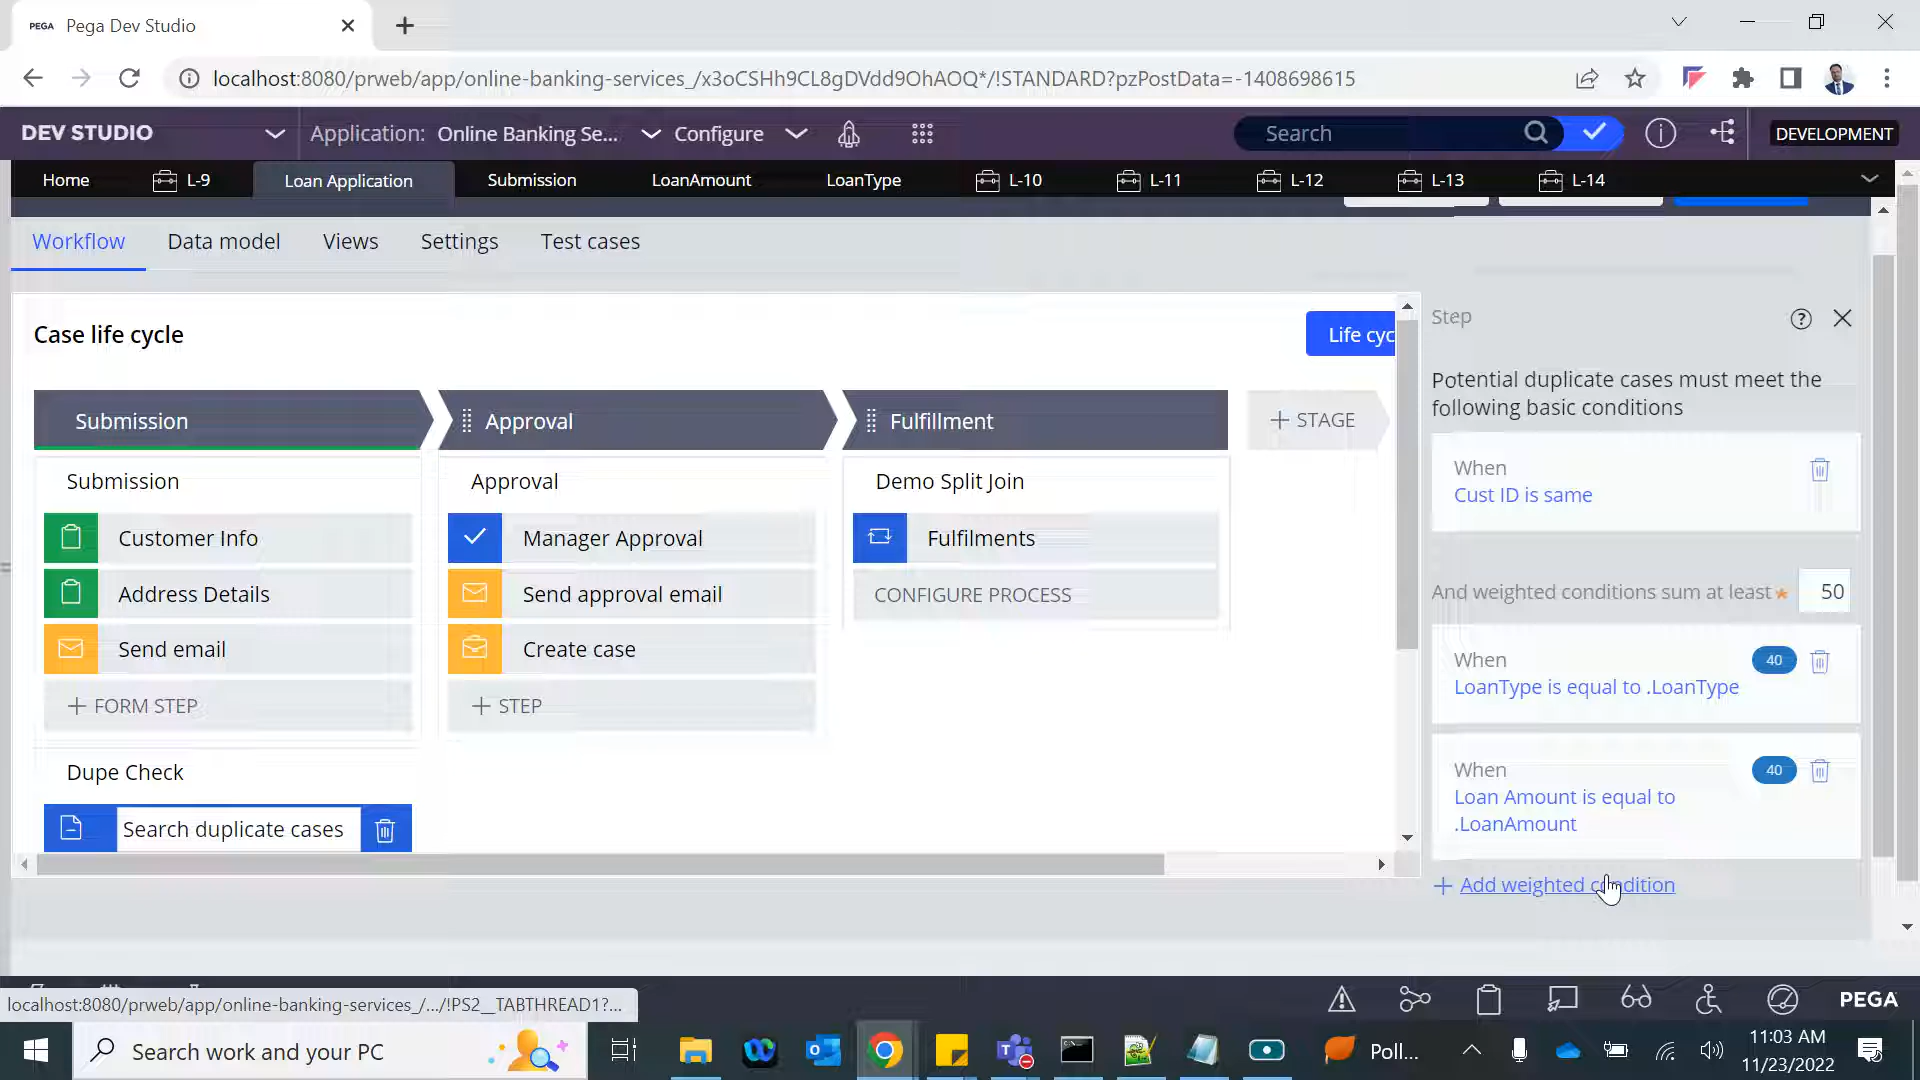 PEGA Pega Dev Studio
localhost:8080/prweb/app/online-banking-services_/x3oCSHh9CL8gDVdd9OhAOQ*/!STANDARD?pzPostData=-1408698615
DEV STUDIO Application: Online Banking Se... Configure Search DEVELOPMENT
Home L-9 Loan Application Submission LoanAmount LoanType L-10 L-11 L-12 L-13 L-14
Workflow Data model Views Settings Test cases
Case life cycle
Life cyc
Submission Approval Fulfillment + STAGE
Submission Approval Demo Split Join
Customer Info Manager Approval Fulfilments
Address Details Send approval email CONFIGURE PROCESS
Send email Create case
+ FORM STEP + STEP
Dupe Check
Search duplicate cases
Step
Potential duplicate cases must meet the
following basic conditions
When
Cust ID is same
And weighted conditions sum at least * 50
When 40
LoanType is equal to .LoanType
When 40
Loan Amount is equal to
.LoanAmount
+ Add weighted condition
PEGA
localhost:8080/prweb/app/online-banking-services_/.../!PS2__TABTHREAD1?...
Search work and your PC
Poll...
11:03 AM
11/23/2022